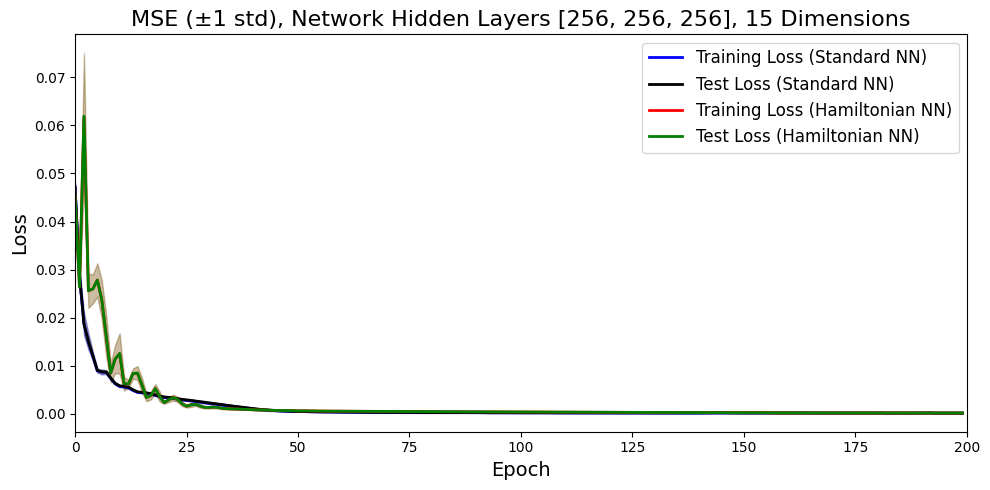 MSE (±1 std), Network Hidden Layers [256, 256, 256], 15 Dimensions
Training Loss (Standard NN)
Test Loss (Standard NN)
Training Loss (Hamiltonian NN)
Test Loss (Hamiltonian NN)
Loss
0.07
0.06
0.05
0.04
0.03
0.02
0.01
0.00
0 25 50 75 100 125 150 175 200
Epoch